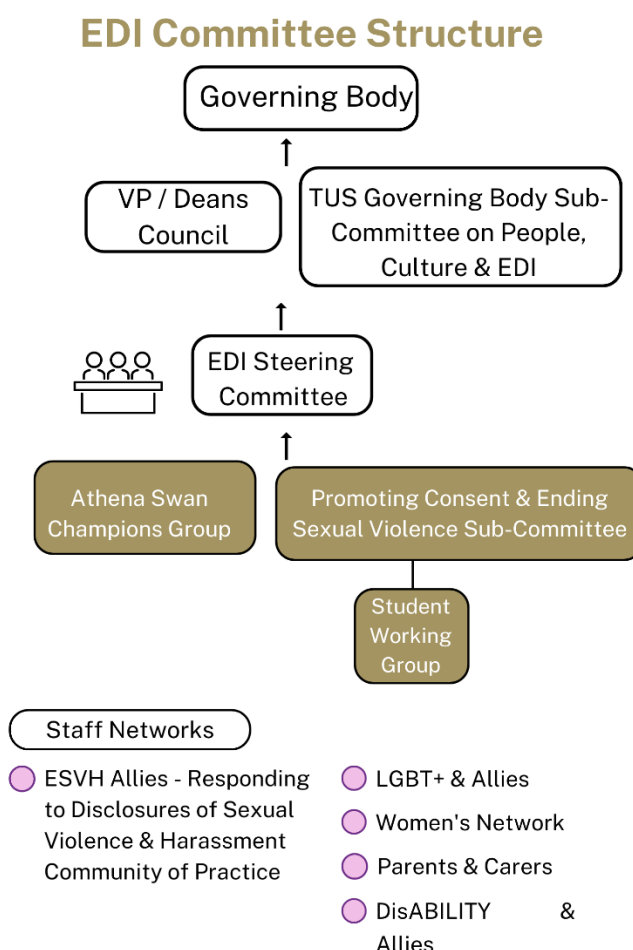 EDI Committee Structure
Governing Body
VP / Deans
Council
TUS Governing Body Sub-
Committee on People,
Culture & EDI
EDI Steering
Committee
Athena Swan
Champions Group
Promoting Consent & Ending
Sexual Violence Sub-Committee
Student
Working
Group
Staff Networks
ESVH Allies - Responding
to Disclosures of Sexual
Violence & Harassment
Community of Practice
LGBT+ & Allies
Women's Network
Parents & Carers
DisABILITY &
Allies